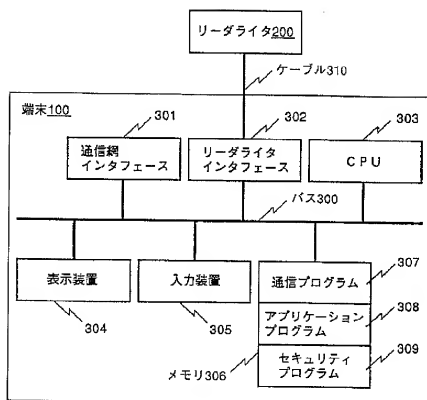 リーダライタ200
ケーブル310
端末100
301
302
303
通信網
インタフェース
リーダライタ
インタフェース
CPU
バス300
表示装置
入力装置
通信プログラム
307
アプリケーション
プログラム
308
セキュリティ
プログラム
309
304
305
メモリ306